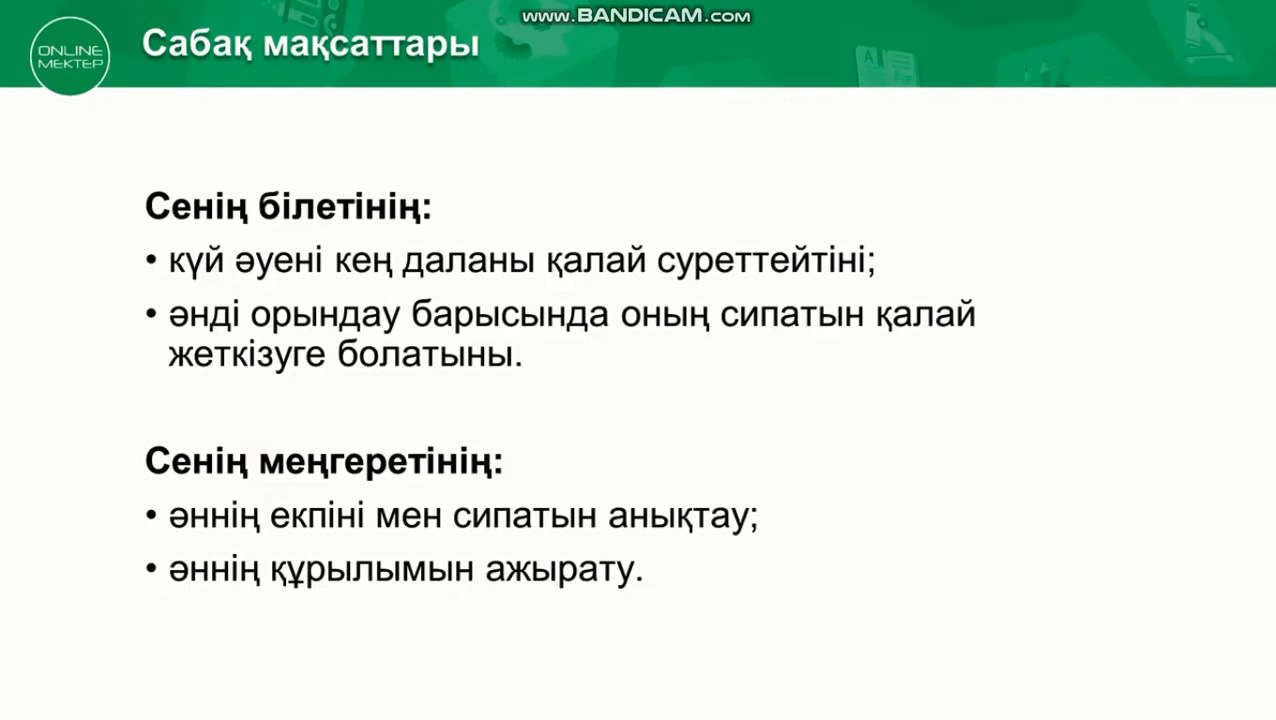 www.BANDICAM.com
ONLINE
МЕКТЕР
Сабақ мақсаттары
Сенің білетінің:
• күй әуені кең даланы қалай суреттейтіні;
• әнді орындау барысында оның сипатын қалай
жеткізуге болатыны.
Сенің меңгеретінің:
• әннің екпіні мен сипатын анықтау;
• әннің құрылымын ажырату.